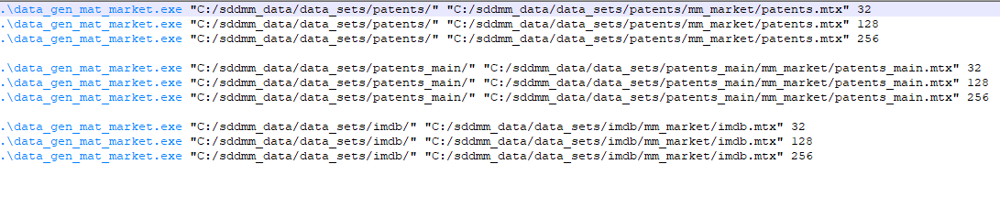 .\data_gen_mat_market.exe "C:/sddmm_data/data_sets/patents/" "C:/sddmm_data/data_sets/patents/mm_market/patents.mtx" 32
.\data_gen_mat_market.exe "C:/sddmm_data/data_sets/patents/" "C:/sddmm_data/data_sets/patents/mm_market/patents.mtx" 128
.\data_gen_mat_market.exe "C:/sddmm_data/data_sets/patents/" "C:/sddmm_data/data_sets/patents/mm_market/patents.mtx" 256
.\data_gen_mat_market.exe "C:/sddmm_data/data_sets/patents_main/" "C:/sddmm_data/data_sets/patents_main/mm_market/patents_main.mtx" 32
.\data_gen_mat_market.exe "C:/sddmm_data/data_sets/patents_main/" "C:/sddmm_data/data_sets/patents_main/mm_market/patents_main.mtx" 128
.\data_gen_mat_market.exe "C:/sddmm_data/data_sets/patents_main/" "C:/sddmm_data/data_sets/patents_main/mm_market/patents_main.mtx" 256
.\data_gen_mat_market.exe "C:/sddmm_data/data_sets/imdb/" "C:/sddmm_data/data_sets/imdb/mm_market/imdb.mtx" 32
.\data_gen_mat_market.exe "C:/sddmm_data/data_sets/imdb/" "C:/sddmm_data/data_sets/imdb/mm_market/imdb.mtx" 128
.\data_gen_mat_market.exe "C:/sddmm_data/data_sets/imdb/" "C:/sddmm_data/data_sets/imdb/mm_market/imdb.mtx" 256